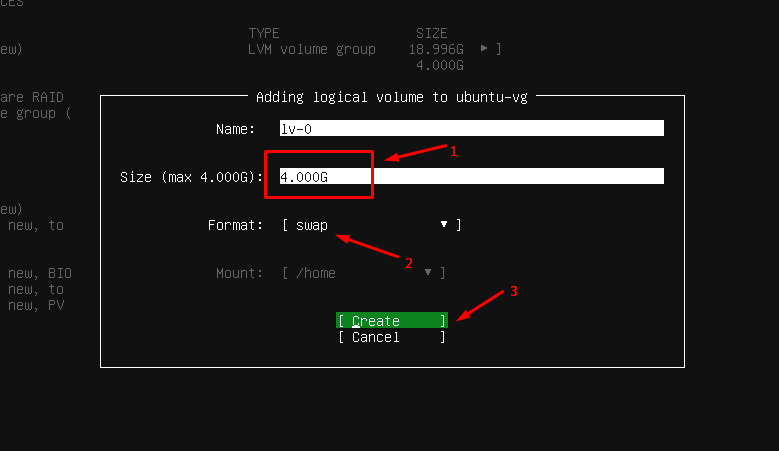 CES
TYPE SIZE
ew) LVM volume group 18.996G ▶ ]
4.000G
are RAID
e group (
Adding logical volume to ubuntu-vg
Name: lv-0
1
Size (max 4.000G): 4.000G
ew)
new, to
Format: [ swap ▼ ]
2
new, BIO
Mount: [ /home ▼ ]
new, to
3
new, PV
[ Create ]
[ Cancel ]